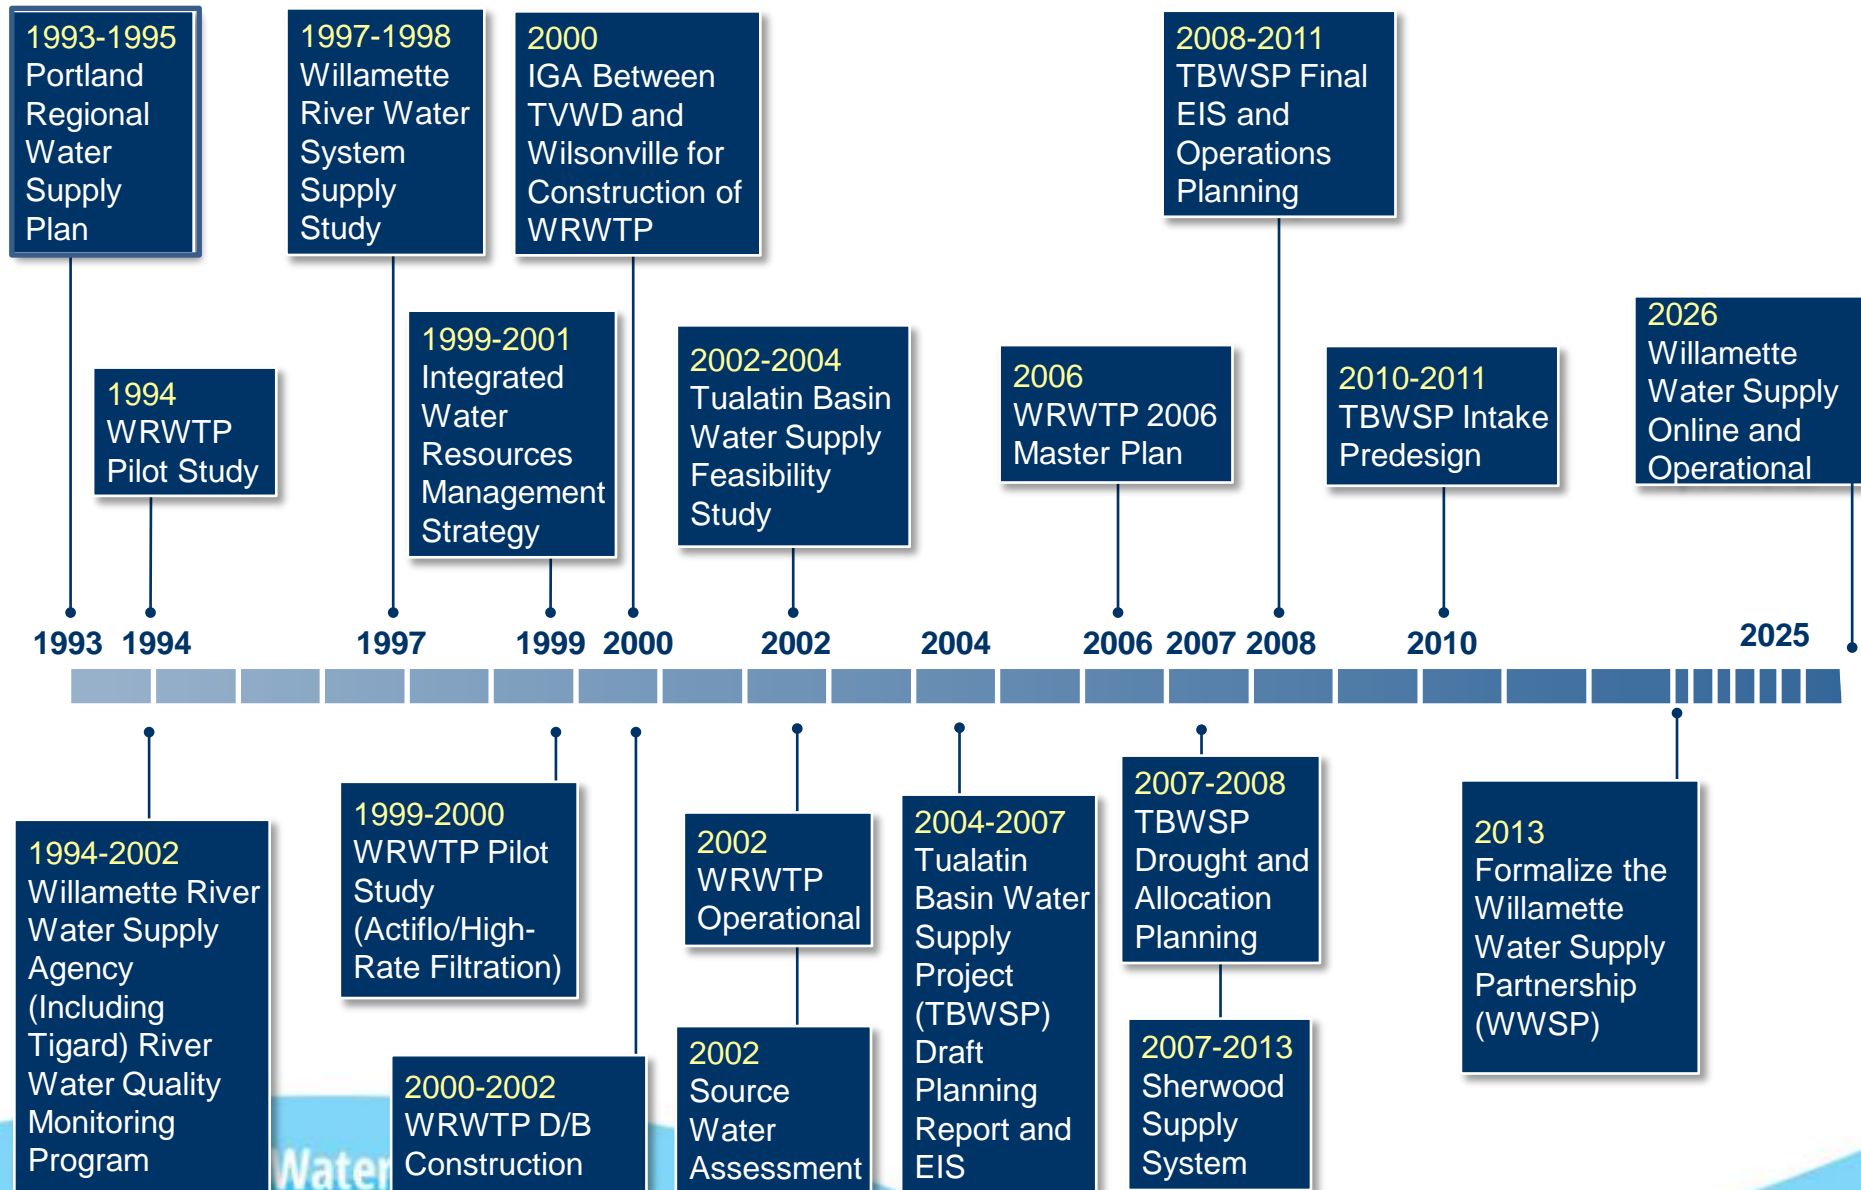 1993-1995
Portland
Regional
Water
Supply
Plan
1997-1998
Willamette
River Water
System
Supply
Study
2000
IGA Between
TVWD and
Wilsonville for
Construction of
WRWTP
2008-2011
TBWSP Final
EIS and
Operations
Planning
1994
WRWTP
Pilot Study
1999-2001
Integrated
Water
Resources
Management
Strategy
2002-2004
Tualatin Basin
Water Supply
Feasibility
Study
2006
WRWTP 2006
Master Plan
2010-2011
TBWSP Intake
Predesign
2026
Willamette
Water Supply
Online and
Operational
1993 1994 1997 1999 2000 2002 2004 2006 2007 2008 2010 2025
1994-2002
Willamette River
Water Supply
Agency
(Including
Tigard) River
Water Quality
Monitoring
Program
1999-2000
WRWTP Pilot
Study
(Actiflo/High-
Rate Filtration)
2000-2002
WRWTP D/B
Construction
2002
WRWTP
Operational
2002
Source
Water
Assessment
2004-2007
Tualatin
Basin Water
Supply
Project
(TBWSP)
Draft
Planning
Report and
EIS
2007-2008
TBWSP
Drought and
Allocation
Planning
2007-2013
Sherwood
Supply
System
2013
Formalize the
Willamette
Water Supply
Partnership
(WWSP)
Water